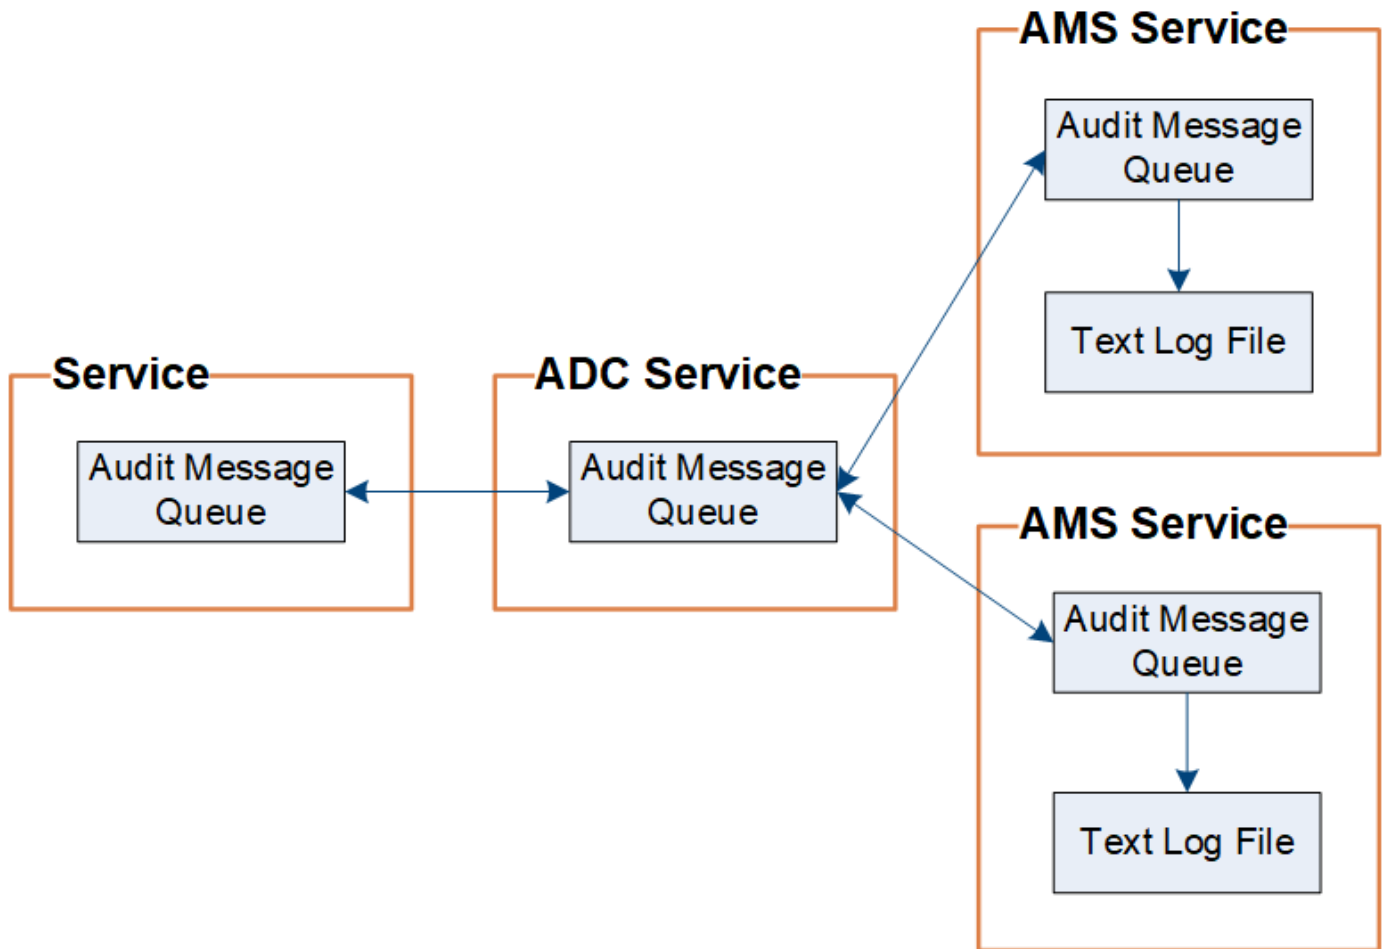 Service
Audit Message
Queue
ADC Service
Audit Message
Queue
AMS Service
Audit Message
Queue
Text Log File
AMS Service
Audit Message
Queue
Text Log File